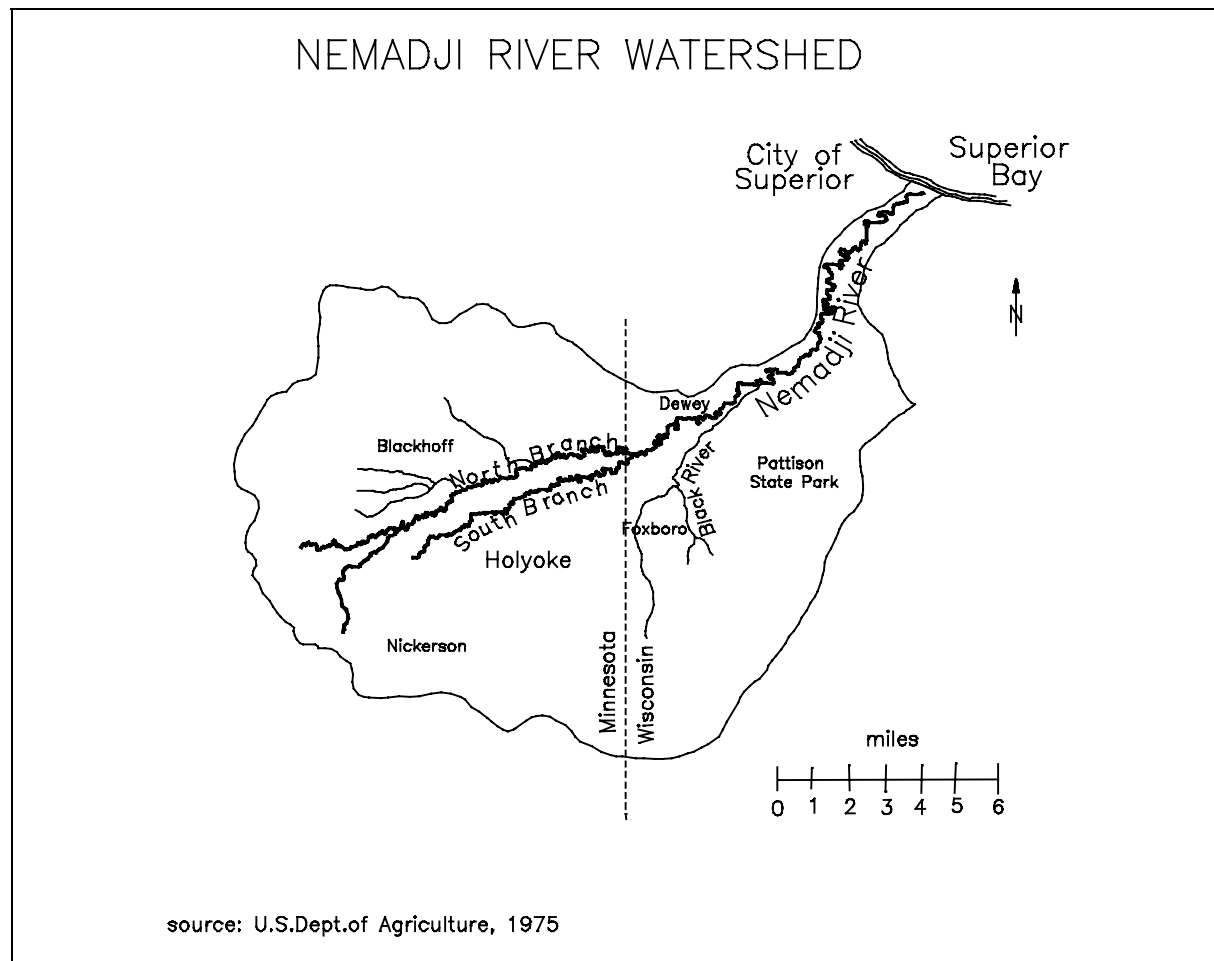 NEMADJI RIVER WATERSHED
City of
Superior
Superior
Bay
N
Nemadji River
Dewey
Blackhoff
North Branch
South Branch
Black River
Pattison
State Park
Foxboro
Holyoke
Nickerson
Minnesota
Wisconsin
miles
0 1 2 3 4 5 6
source: U.S.Dept.of Agriculture, 1975